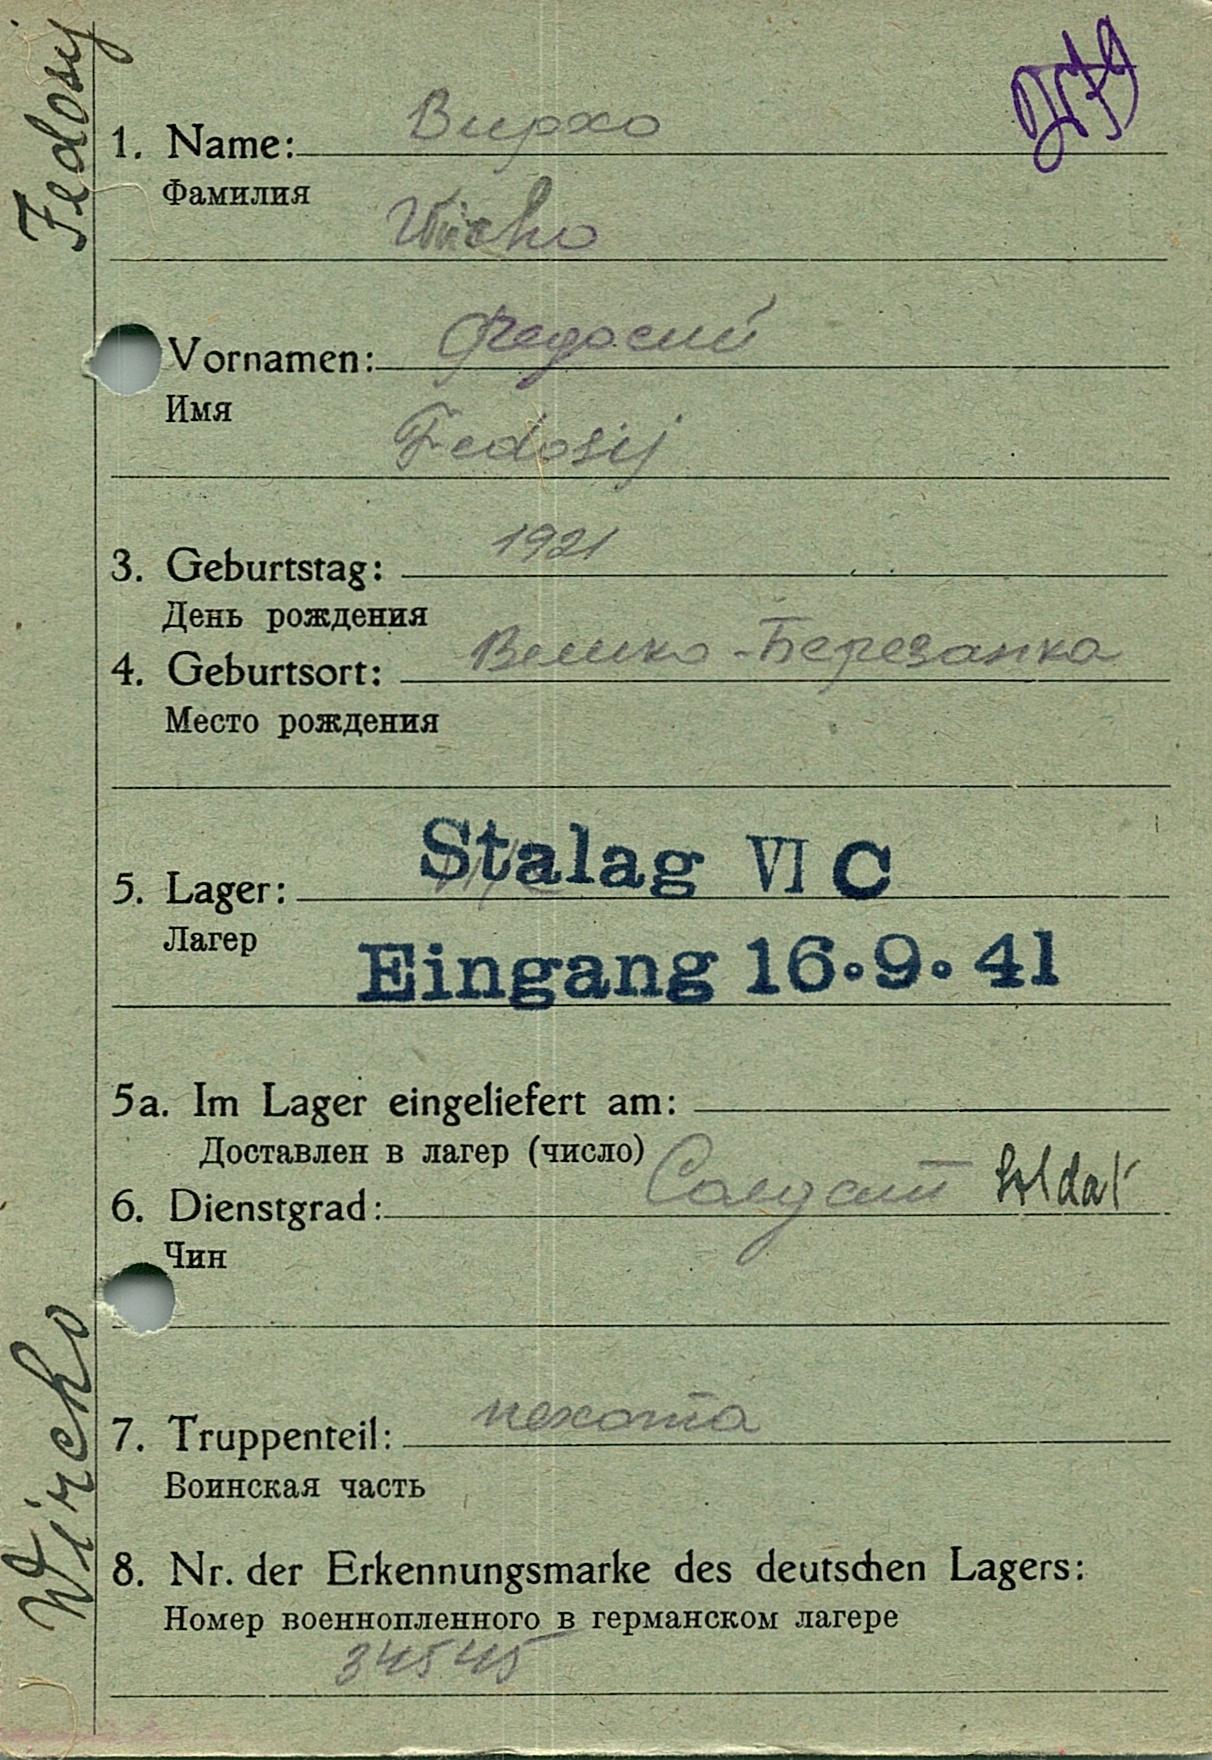 Fedosij
1. Name: Вирхо
Фамилия
Wircho
Vornamen: Федосий
Имя
Fedosij
3. Geburtstag: 1921
День рождения
4. Geburtsort: Велико-Березанка
Место рождения
5. Lager: Stalag VI C
Лагер
Eingang 16.9.41
5a. Im Lager eingeliefert am:
Доставлен в лагер (число)
6. Dienstgrad: Солдат Soldat
Чин
7. Truppenteil: пехота
Воинская часть
8. Nr. der Erkennungsmarke des deutschen Lagers:
Номер военнопленного в германском лагере
34545
Wircho